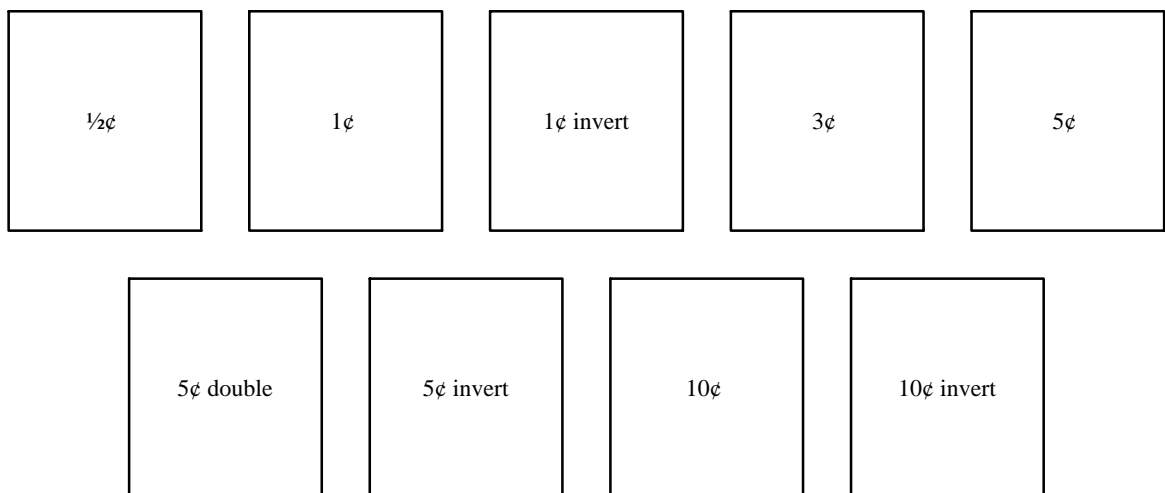 ½¢
1¢
1¢ invert
3¢
5¢
5¢ double
5¢ invert
10¢
10¢ invert